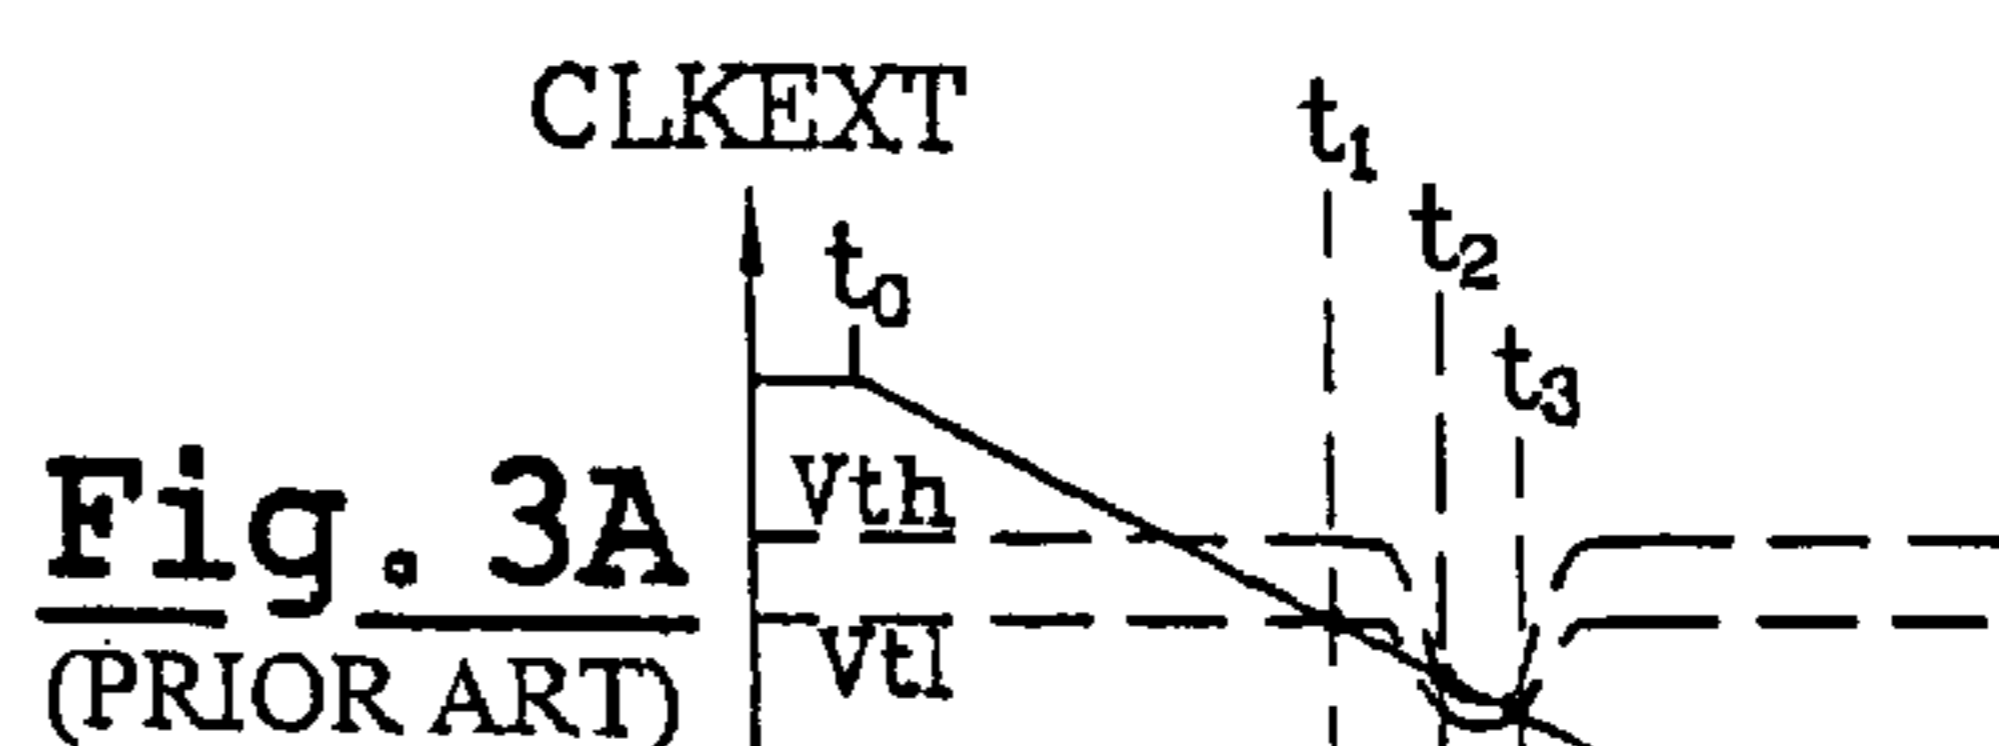 CLKEXT
t0
t1
t2
t3
Vth
Vtl
Fig. 3A
(PRIOR ART)